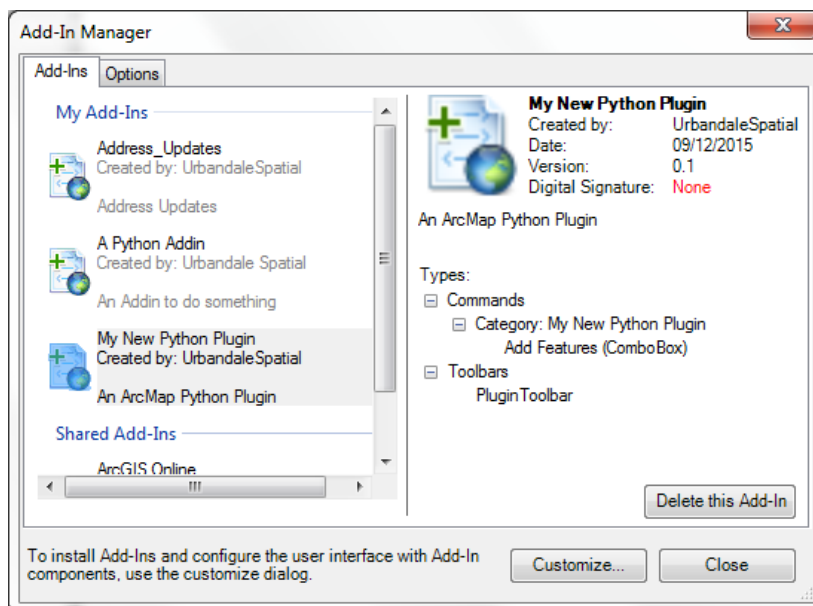 Add-In Manager
Add-Ins
Options
My Add-Ins
Address_Updates
Created by: UrbandaleSpatial
Address Updates
A Python Addin
Created by: Urbandale Spatial
An Addin to do something
My New Python Plugin
Created by: UrbandaleSpatial
An ArcMap Python Plugin
Shared Add-Ins
ArcGIS Online
My New Python Plugin
Created by: UrbandaleSpatial
Date: 09/12/2015
Version: 0.1
Digital Signature: None
An ArcMap Python Plugin
Types:
Commands
Category: My New Python Plugin
Add Features (ComboBox)
Toolbars
PluginToolbar
Delete this Add-In
To install Add-Ins and configure the user interface with Add-In
components, use the customize dialog.
Customize...
Close